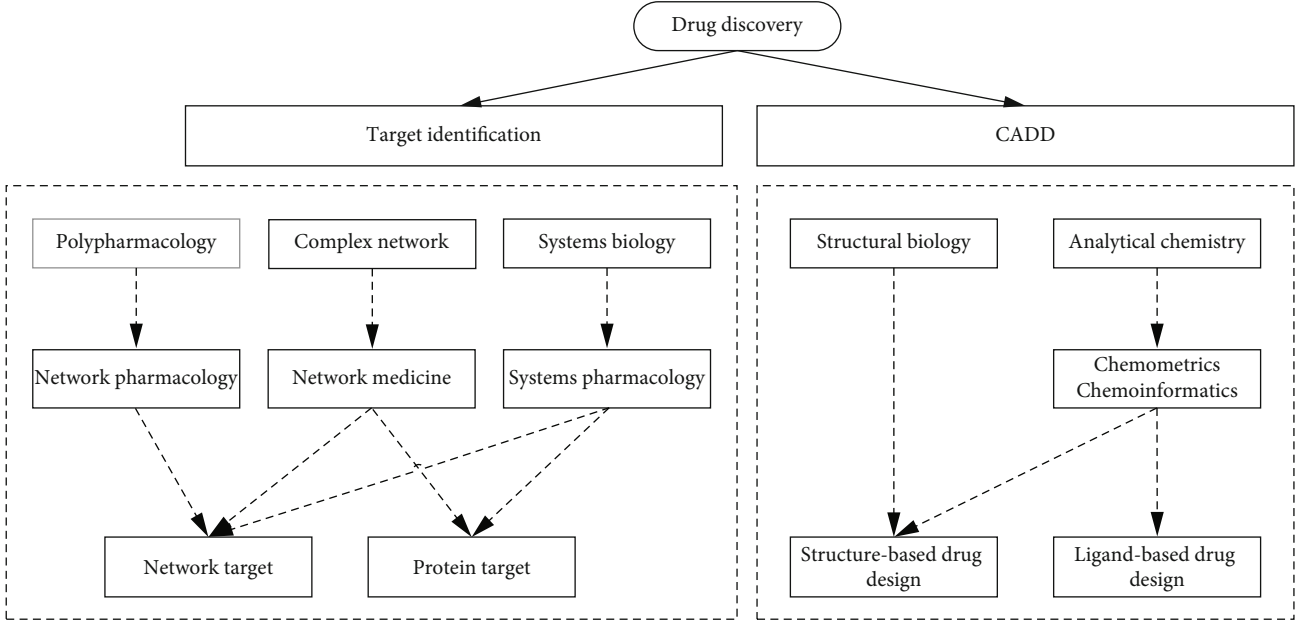 Drug discovery
Target identification
CADD
Polypharmacology
Complex network
Systems biology
Structural biology
Analytical chemistry
Network pharmacology
Network medicine
Systems pharmacology
Chemometrics
Chemoinformatics
Network target
Protein target
Structure-based drug
design
Ligand-based drug
design